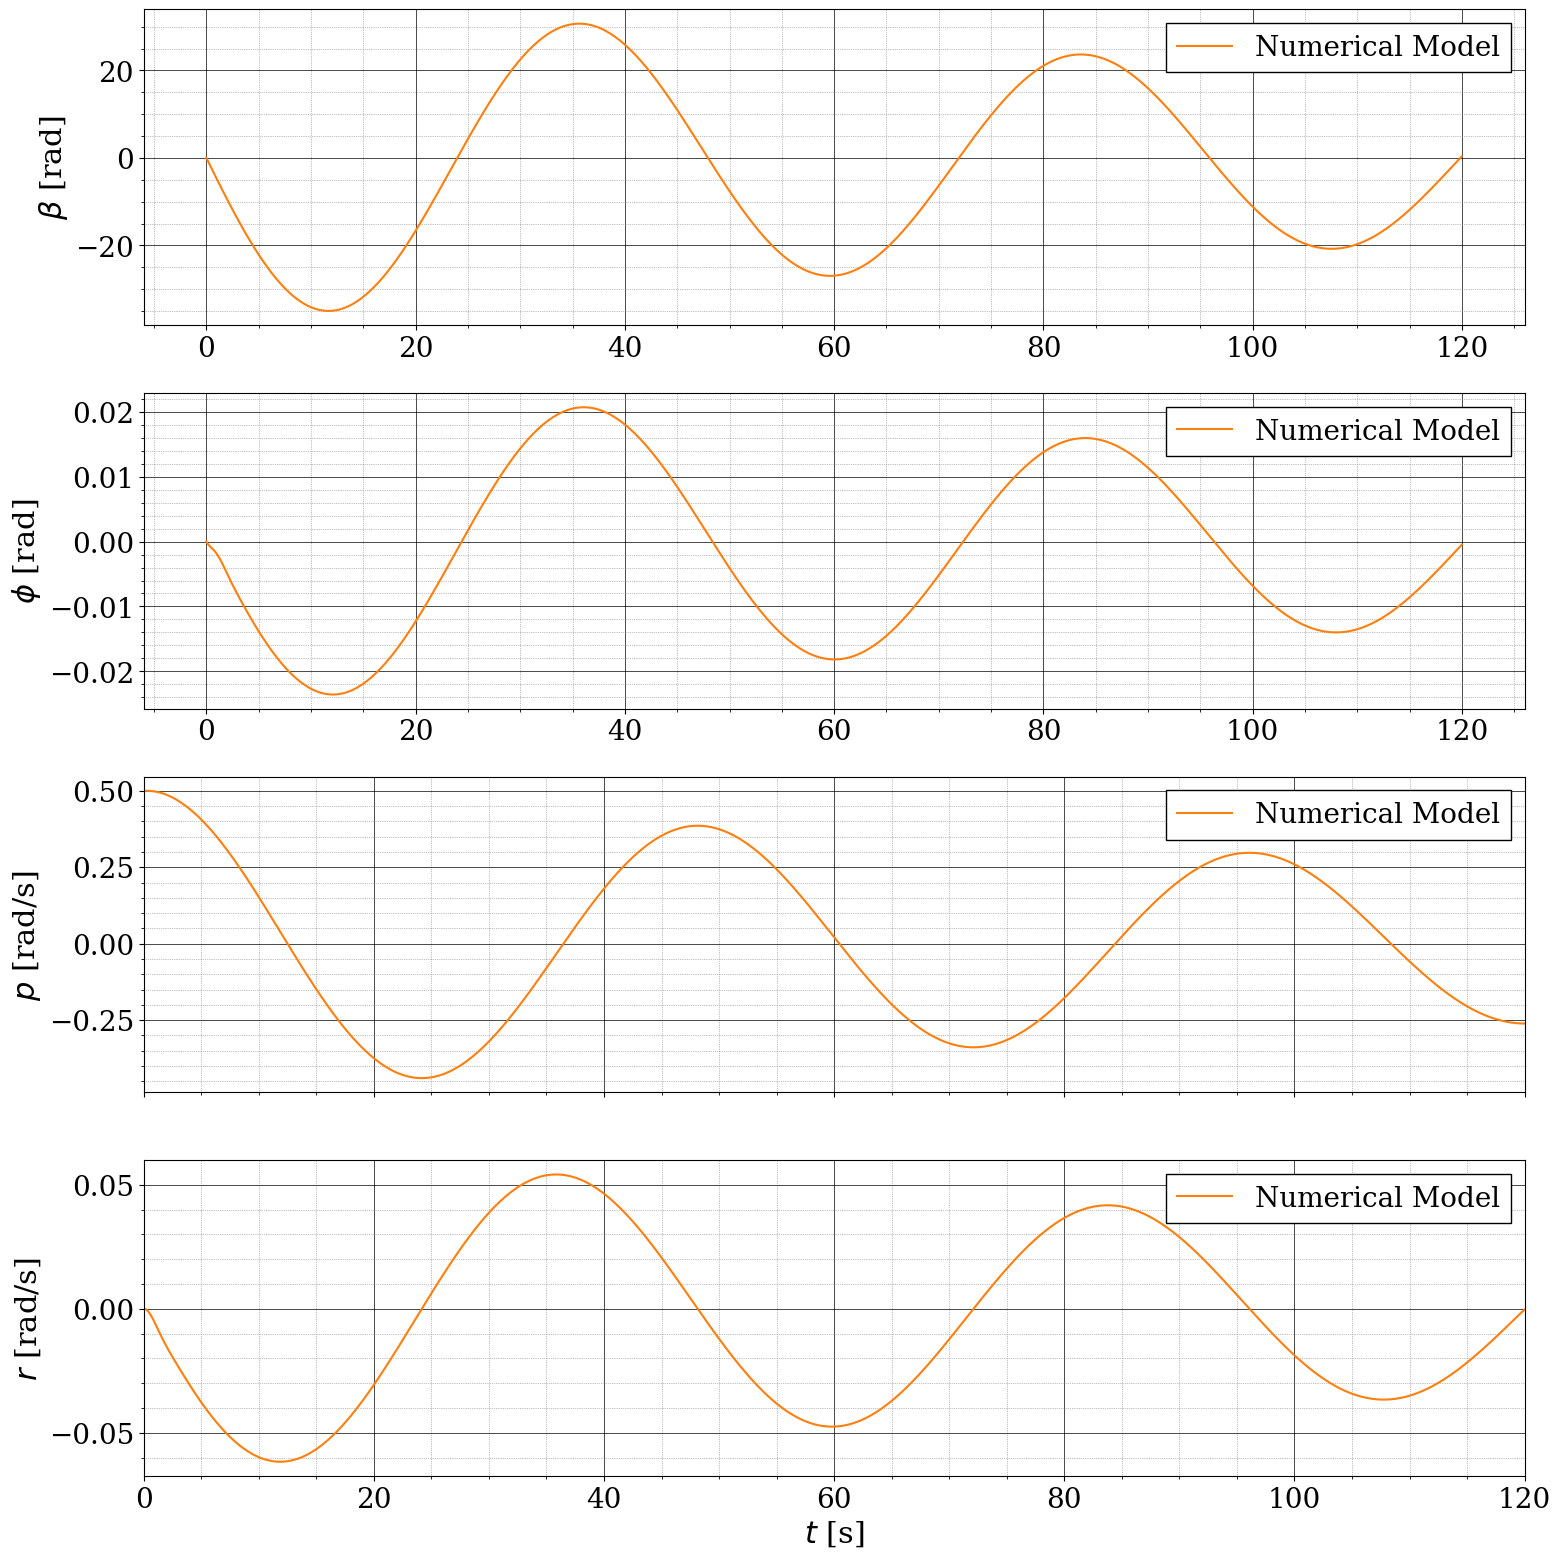 Numerical Model
20
0
−20
β [rad]
0 20 40 60 80 100 120
Numerical Model
0.02
0.01
0.00
−0.01
−0.02
ϕ [rad]
0 20 40 60 80 100 120
Numerical Model
0.50
0.25
0.00
−0.25
p [rad/s]
Numerical Model
0.05
0.00
−0.05
r [rad/s]
0 20 40 60 80 100 120
t [s]